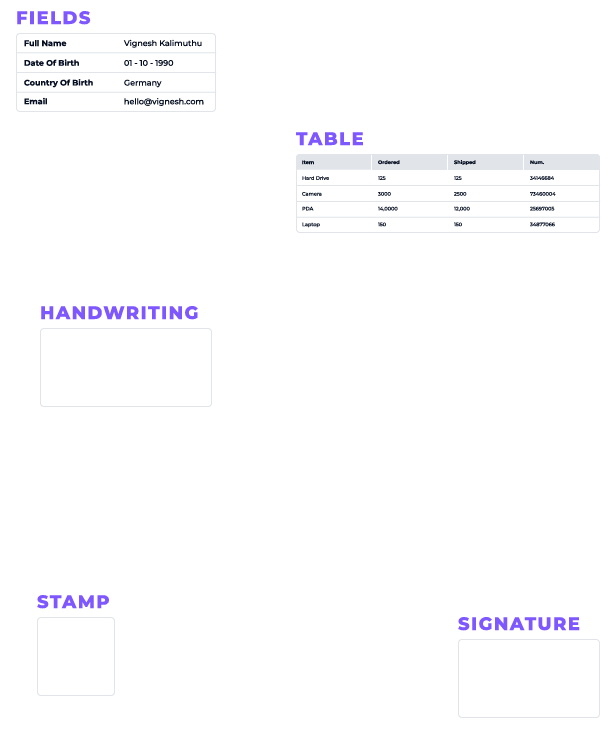 FIELDS
Full Name Vignesh Kalimuthu
Date Of Birth 01 - 10 - 1990
Country Of Birth Germany
Email hello@vignesh.com
TABLE
Item Ordered Shipped Num.
Hard Drive 125 125 34146684
Camera 3000 2500 73460004
PDA 14,0000 12,000 25697005
Laptop 150 150 34877066
HANDWRITING
STAMP
SIGNATURE